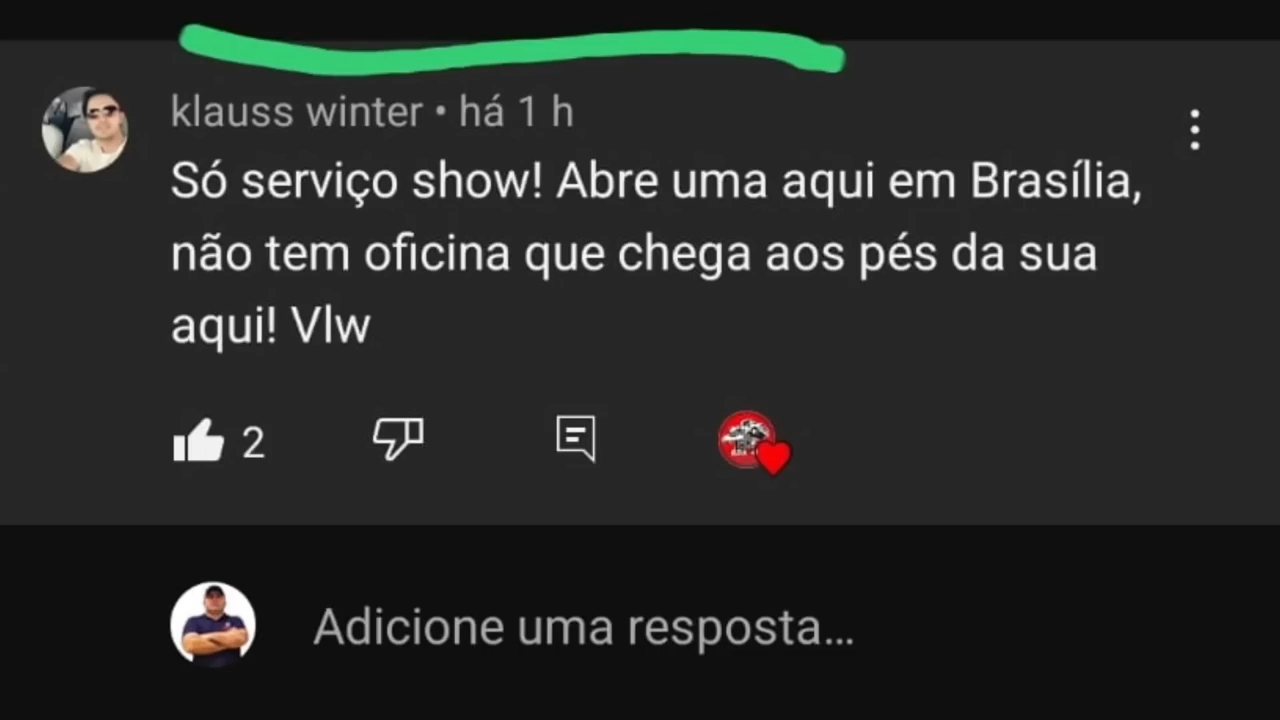 klauss winter • há 1 h
Só serviço show! Abre uma aqui em Brasília,
não tem oficina que chega aos pés da sua
aqui! Vlw
2
Adicione uma resposta...